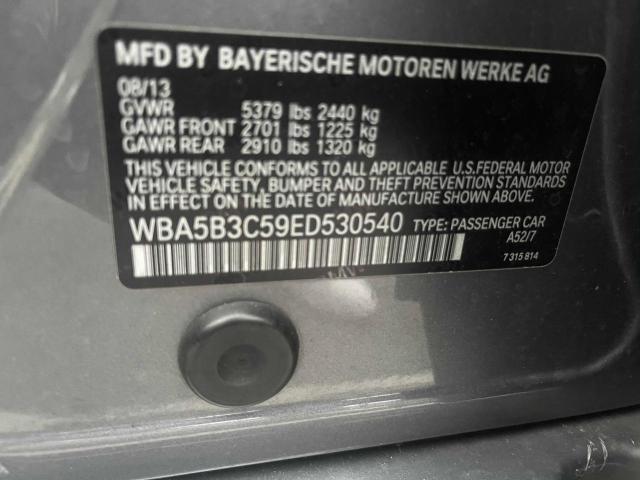 MFD BY BAYERISCHE MOTOREN WERKE AG
08/13
GVWR 5379 lbs 2440 kg
GAWR FRONT 2701 lbs 1225 kg
GAWR REAR 2910 lbs 1320 kg
THIS VEHICLE CONFORMS TO ALL APPLICABLE U.S.FEDERAL MOTOR
VEHICLE SAFETY, BUMPER AND THEFT PREVENTION STANDARDS
IN EFFECT ON THE DATE OF MANUFACTURE SHOWN ABOVE.
WBA5B3C59ED530540 TYPE: PASSENGER CAR
A52/7
7 315 814